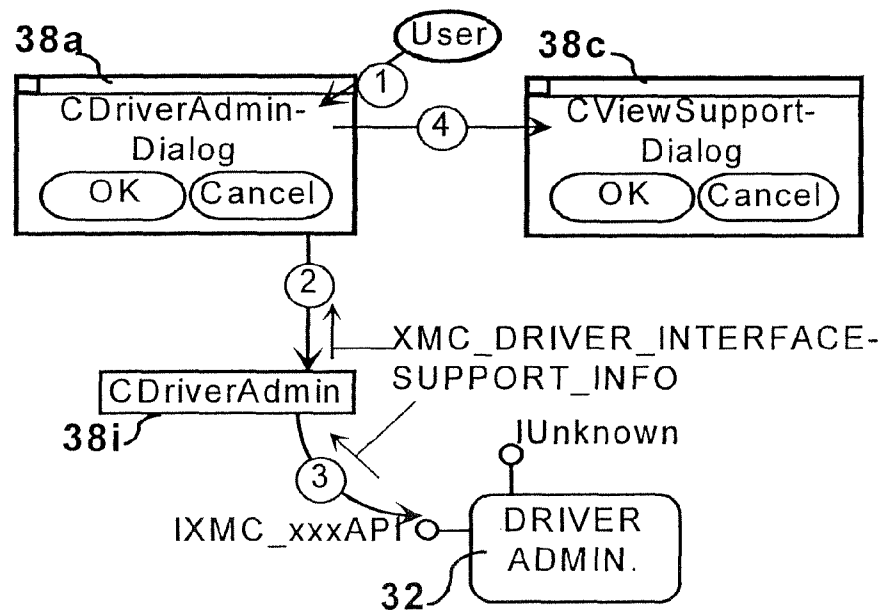 38a
User
38c
1
CDriverAdmin-
Dialog
OK
Cancel
4
CViewSupport-
Dialog
OK
Cancel
2
XMC_DRIVER_INTERFACE-
SUPPORT_INFO
CDriverAdmin
38i
IUnknown
3
IXMC_xxxAPI
DRIVER
ADMIN.
32